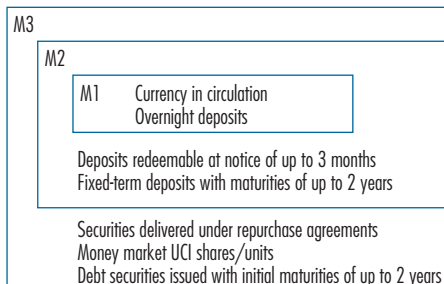 M3
M2
M1 Currency in circulation
Overnight deposits
Deposits redeemable at notice of up to 3 months
Fixed-term deposits with maturities of up to 2 years
Securities delivered under repurchase agreements
Money market UCI shares/units
Debt securities issued with initial maturities of up to 2 years